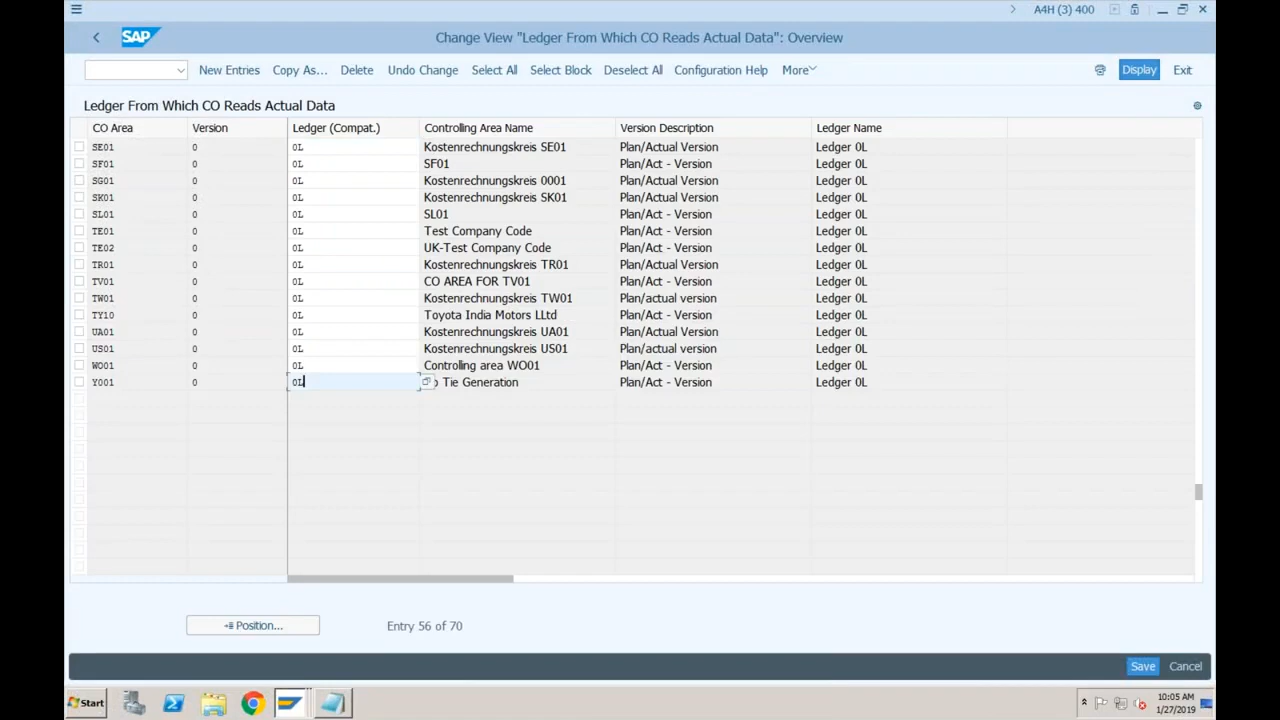 A4H (3) 400
SAP Change View "Ledger From Which CO Reads Actual Data": Overview
New Entries Copy As... Delete Undo Change Select All Select Block Deselect All Configuration Help More Display Exit
Ledger From Which CO Reads Actual Data
CO Area Version Ledger (Compat.) Controlling Area Name Version Description Ledger Name
SE01 0 0L Kostenrechnungskreis SE01 Plan/Actual Version Ledger 0L
SF01 0 0L SF01 Plan/Act - Version Ledger 0L
SG01 0 0L Kostenrechnungskreis 0001 Plan/Actual Version Ledger 0L
SK01 0 0L Kostenrechnungskreis SK01 Plan/Actual Version Ledger 0L
SL01 0 0L SL01 Plan/Act - Version Ledger 0L
TE01 0 0L Test Company Code Plan/Act - Version Ledger 0L
TE02 0 0L UK-Test Company Code Plan/Act - Version Ledger 0L
TR01 0 0L Kostenrechnungskreis TR01 Plan/Actual Version Ledger 0L
TV01 0 0L CO AREA FOR TV01 Plan/Act - Version Ledger 0L
TW01 0 0L Kostenrechnungskreis TW01 Plan/actual version Ledger 0L
TY10 0 0L Toyota India Motors LLtd Plan/Act - Version Ledger 0L
UA01 0 0L Kostenrechnungskreis UA01 Plan/Actual Version Ledger 0L
US01 0 0L Kostenrechnungskreis US01 Plan/actual version Ledger 0L
WO01 0 0L Controling area WO01 Plan/Act - Version Ledger 0L
Y001 0 0L Tie Generation Plan/Act - Version Ledger 0L
Position... Entry 56 of 70
Save Cancel
Start 10:05 AM
1/27/2019